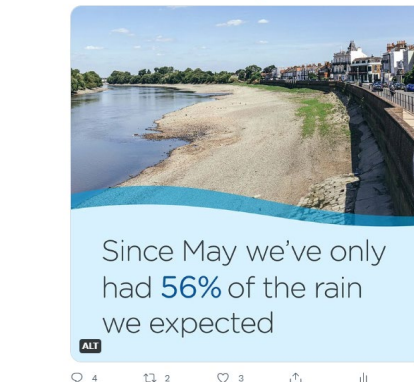 Since May we've only
had 56% of the rain
we expected
ALT
4 2 3